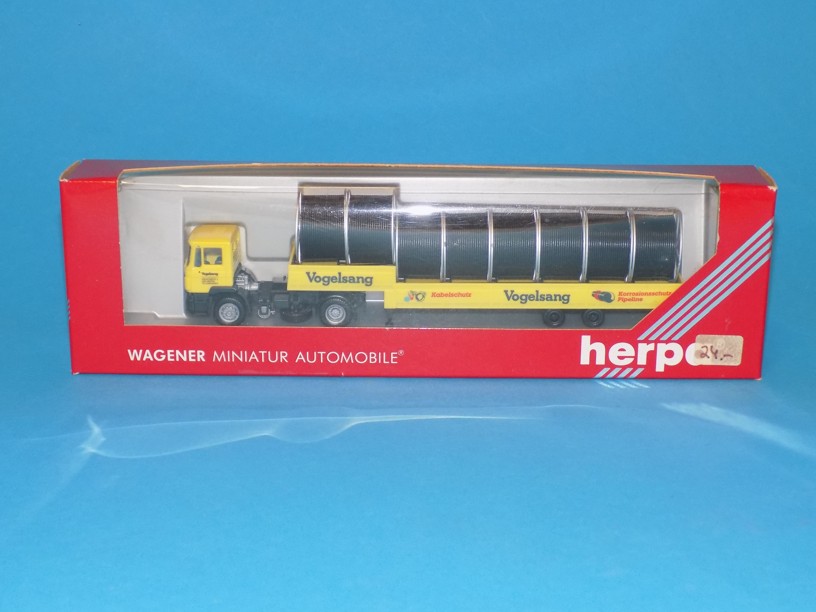 Vogelsang
Vogelsang
Kabelschutz
Vogelsang
Korrosionsschutz
Pipeline
WAGENER MINIATUR AUTOMOBILE®
herpa
24.-